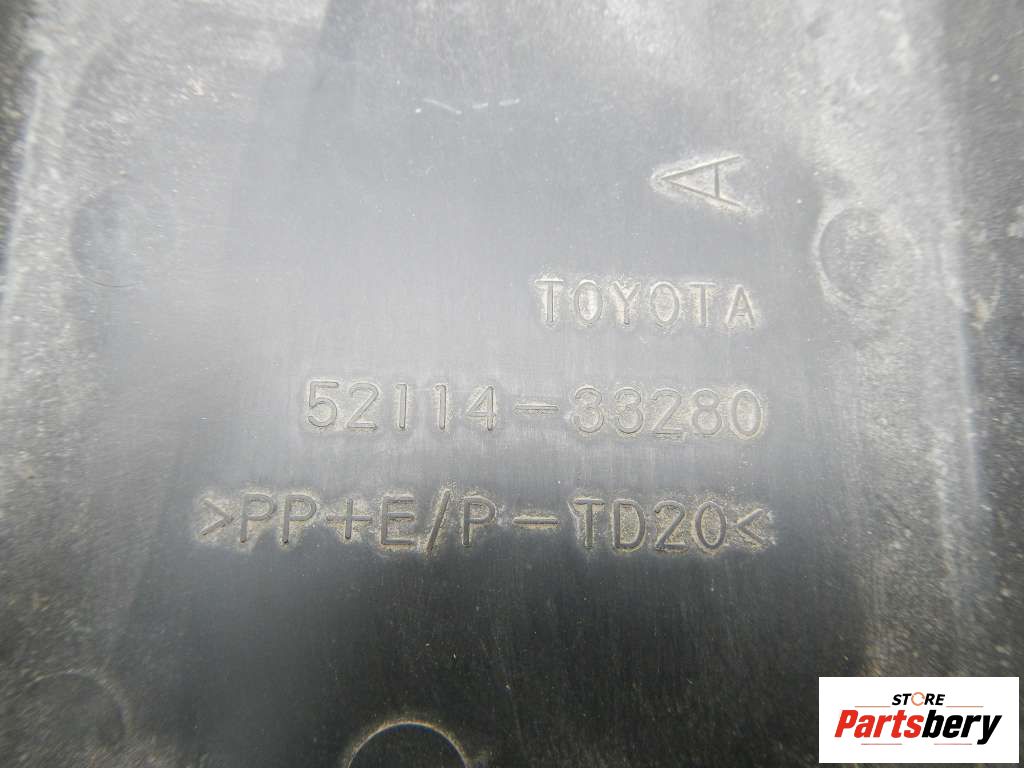 A
TOYOTA
52114-33280
>PP+E/P-TD20<
STORE
Partsbery